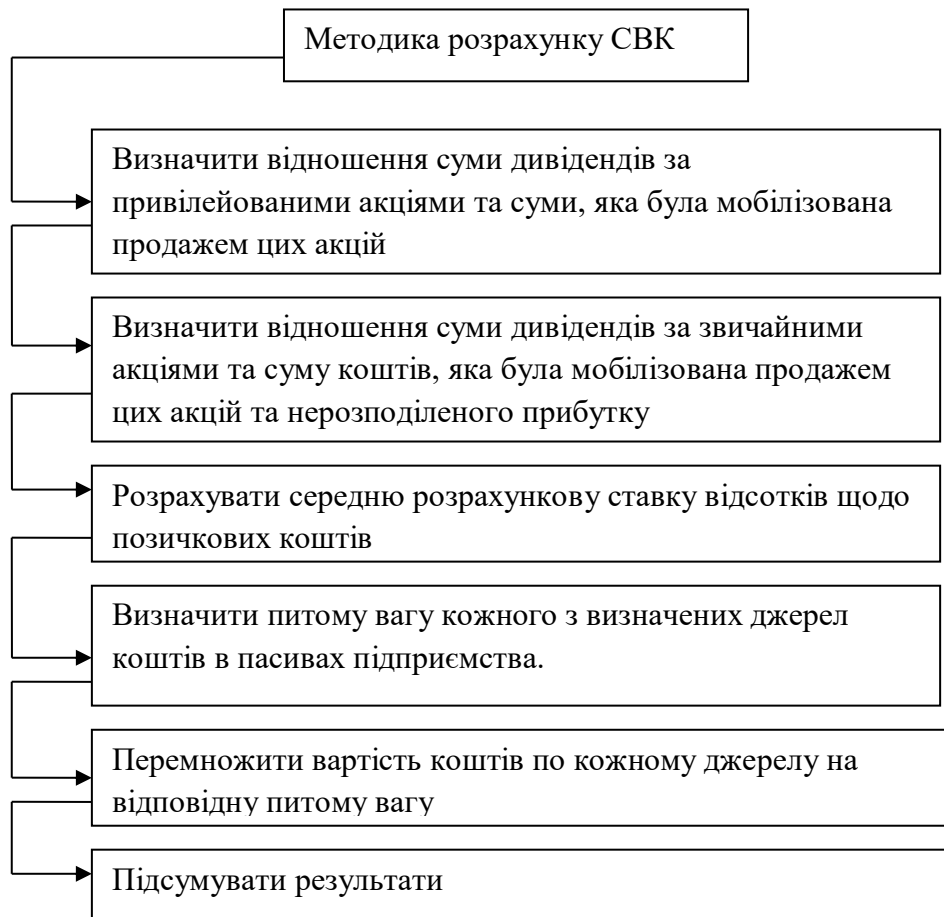 Методика розрахунку СВК
Визначити відношення суми дивідендів за
привілейованими акціями та суми, яка була мобілізована
продажем цих акцій
Визначити відношення суми дивідендів за звичайними
акціями та суму коштів, яка була мобілізована продажем
цих акцій та нерозподіленого прибутку
Розрахувати середню розрахункову ставку відсотків щодо
позичкових коштів
Визначити питому вагу кожного з визначених джерел
коштів в пасивах підприємства.
Перемножити вартість коштів по кожному джерелу на
відповідну питому вагу
Підсумувати результати